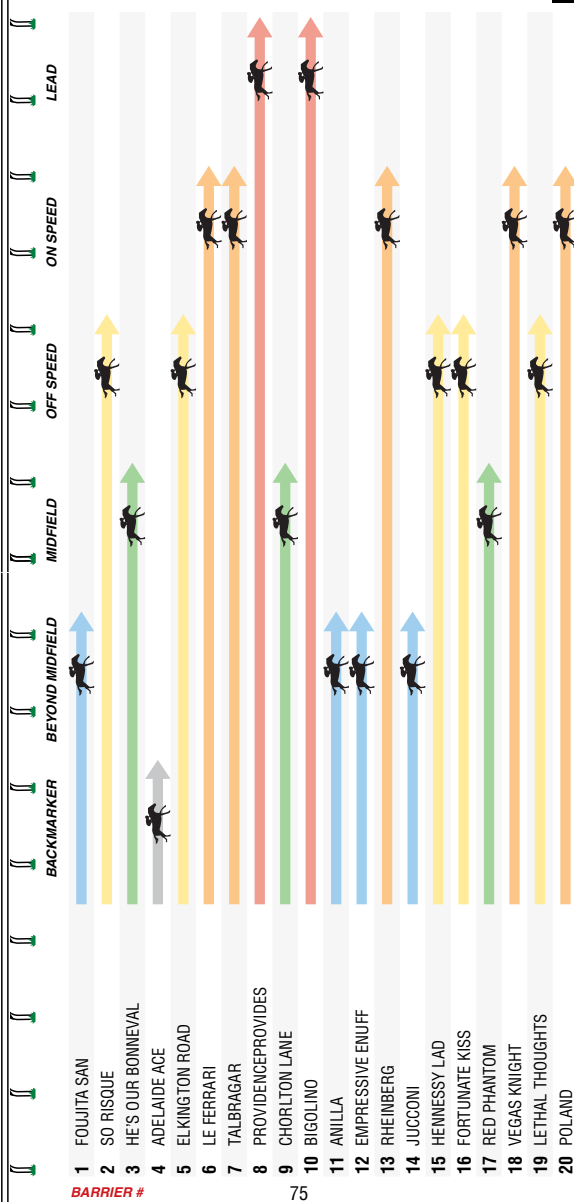 BACKMARKER BEYOND MIDFIELD MIDFIELD OFF SPEED ON SPEED LEAD
1 FOUJITA SAN
2 SO RISQUE
3 HE'S OUR BONNEVAL
4 ADELAIDE ACE
5 ELKINGTON ROAD
6 LE FERRARI
7 TALBRAGAR
8 PROVIDENCEPROVIDES
9 CHORLTON LANE
10 BIGOLINO
11 ANILLA
12 EMPRESSIVE ENUFF
13 RHEINBERG
14 JUCCONI
15 HENNESSY LAD
16 FORTUNATE KISS
17 RED PHANTOM
18 VEGAS KNIGHT
19 LETHAL THOUGHTS
20 POLAND
BARRIER #
75